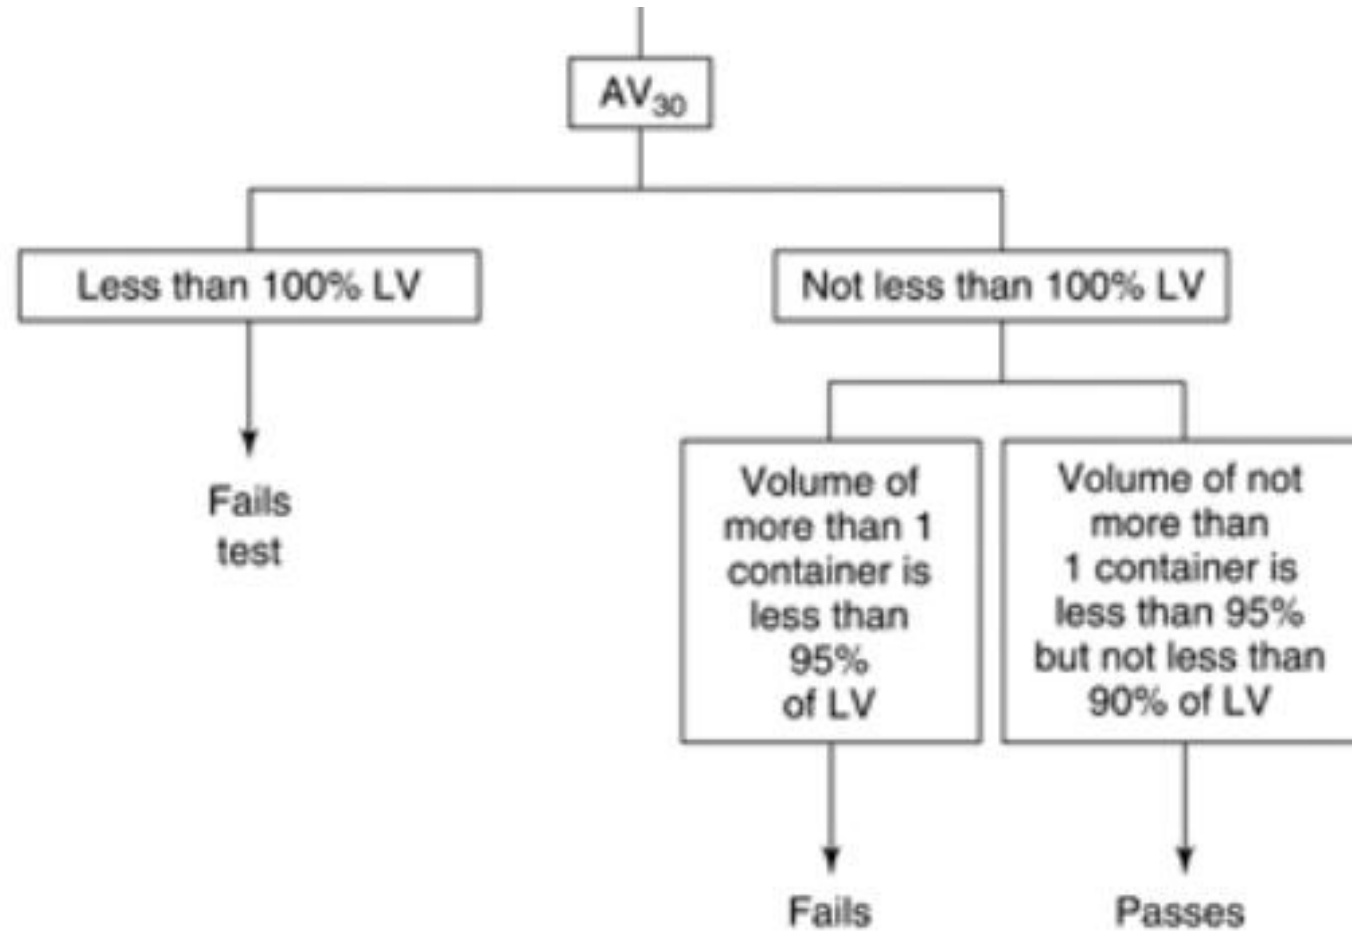 AV30
Less than 100% LV
Not less than 100% LV
Fails
test
Volume of
more than 1
container is
less than
95%
of LV
Volume of not
more than
1 container is
less than 95%
but not less than
90% of LV
Fails
Passes